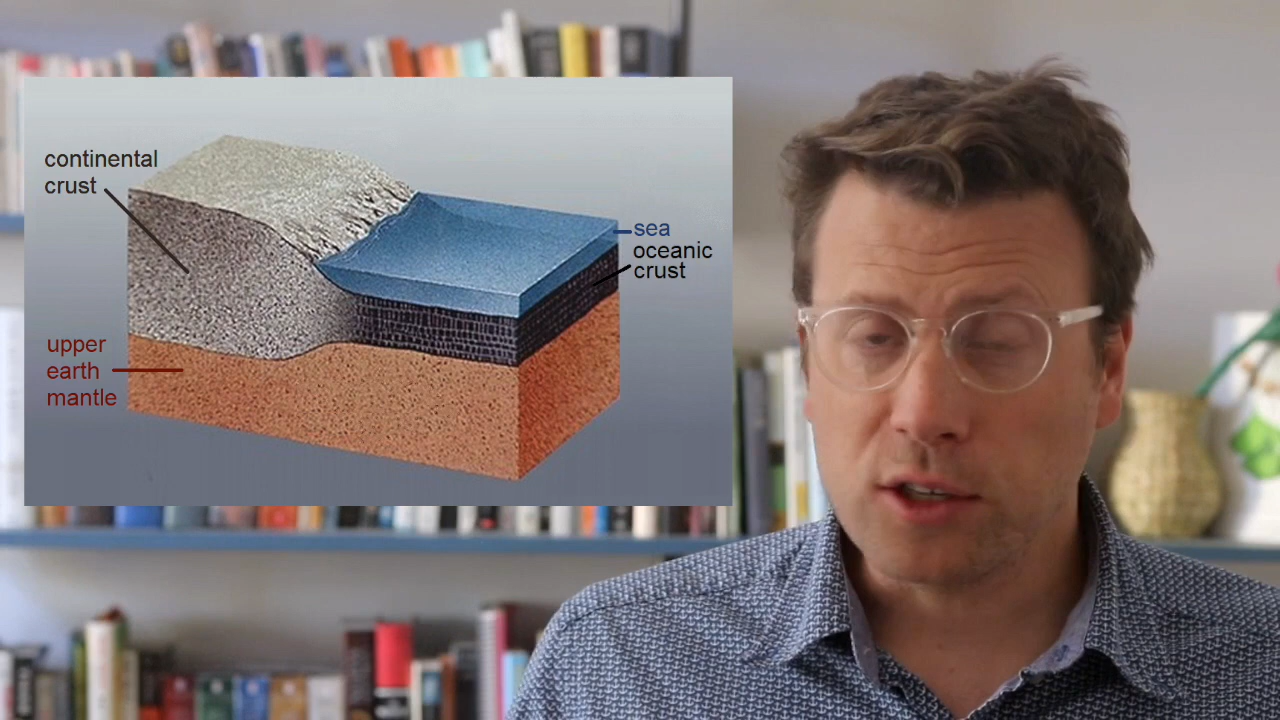 continental
crust
sea
oceanic
crust
upper
earth
mantle